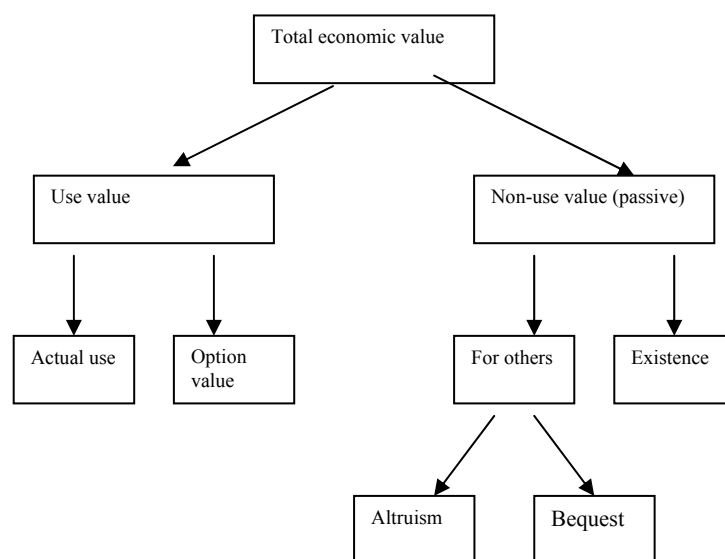 Total economic value
Use value
Non-use value (passive)
Actual use
Option
value
For others
Existence
Altruism
Bequest